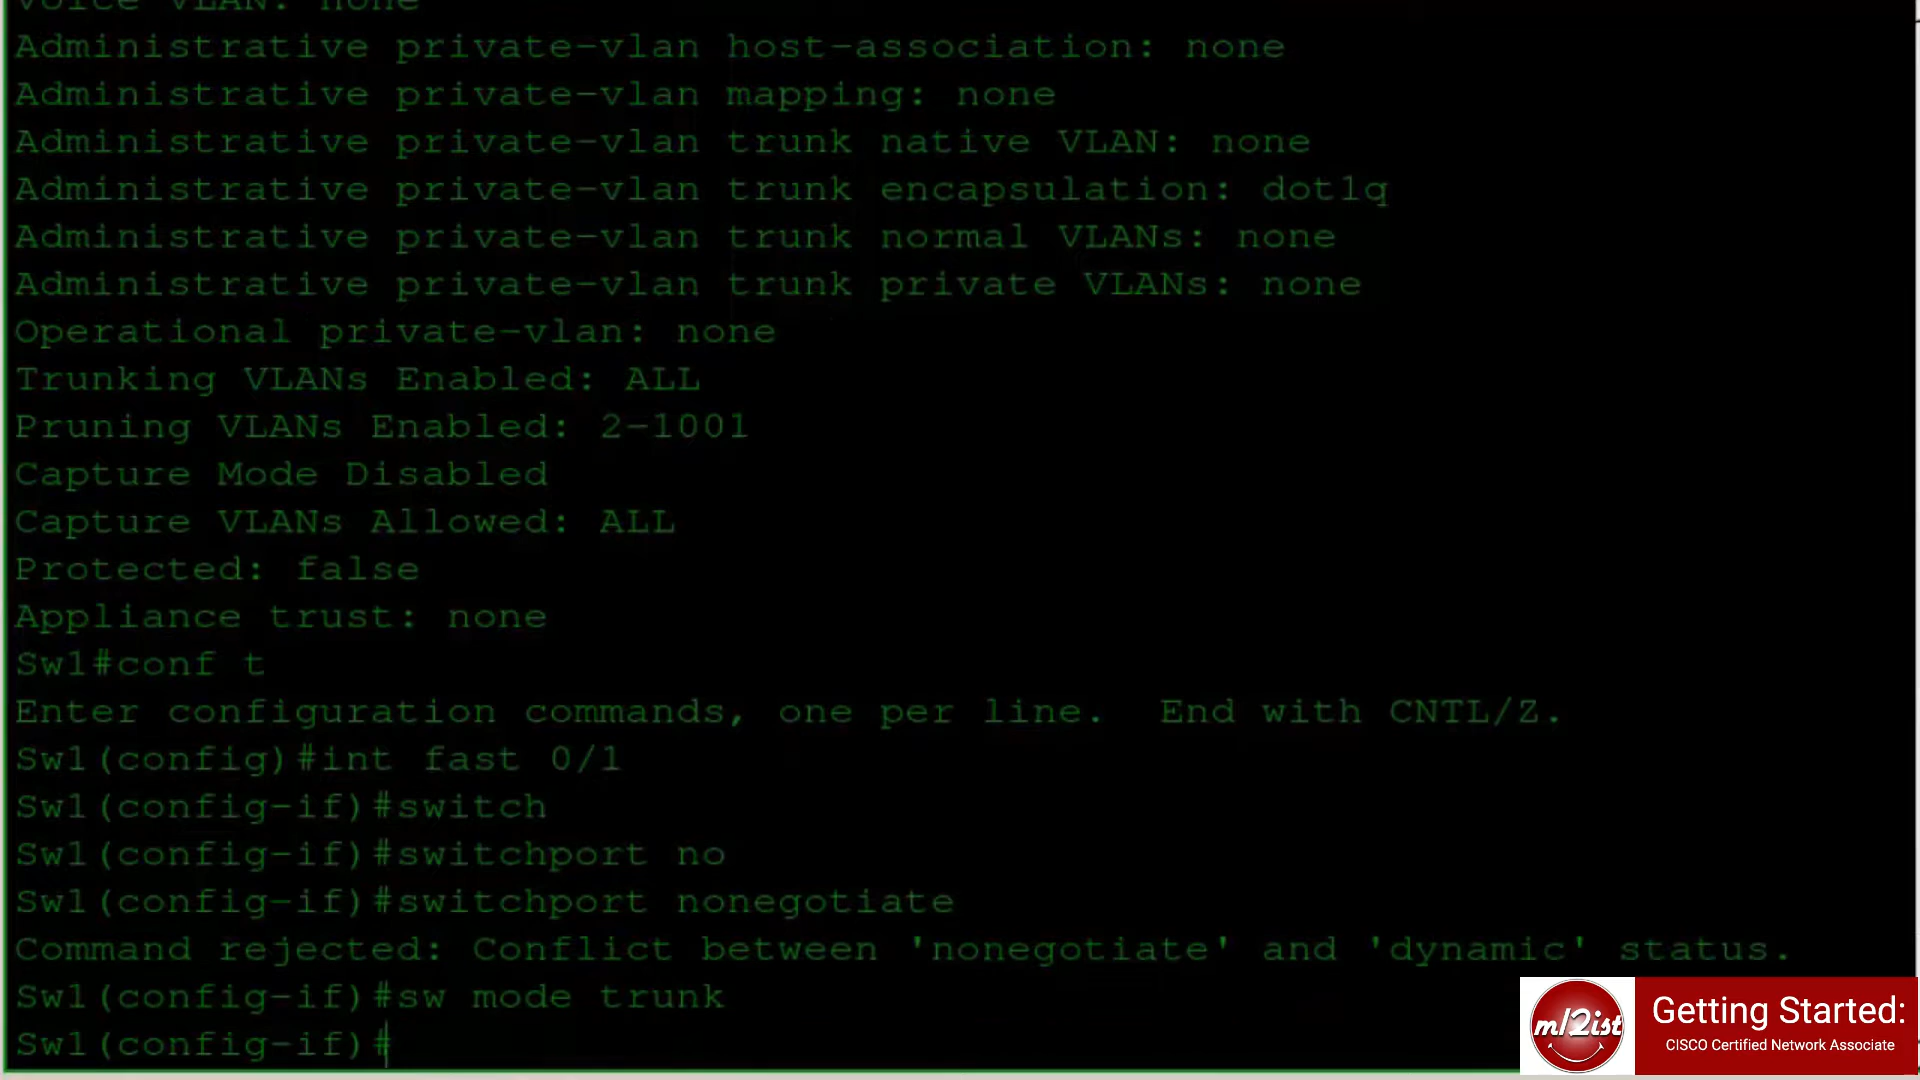 Voice VLAN: none
Administrative private-vlan host-association: none
Administrative private-vlan mapping: none
Administrative private-vlan trunk native VLAN: none
Administrative private-vlan trunk encapsulation: dot1q
Administrative private-vlan trunk normal VLANs: none
Administrative private-vlan trunk private VLANs: none
Operational private-vlan: none
Trunking VLANs Enabled: ALL
Pruning VLANs Enabled: 2-1001
Capture Mode Disabled
Capture VLANs Allowed: ALL
Protected: false
Appliance trust: none
Sw1#conf t
Enter configuration commands, one per line.  End with CNTL/Z.
Sw1(config)#int fast 0/1
Sw1(config-if)#switch
Sw1(config-if)#switchport no
Sw1(config-if)#switchport nonegotiate
Command rejected: Conflict between 'nonegotiate' and 'dynamic' status.
Sw1(config-if)#sw mode trunk
Sw1(config-if)#
m12ist
Getting Started:
CISCO Certified Network Associate